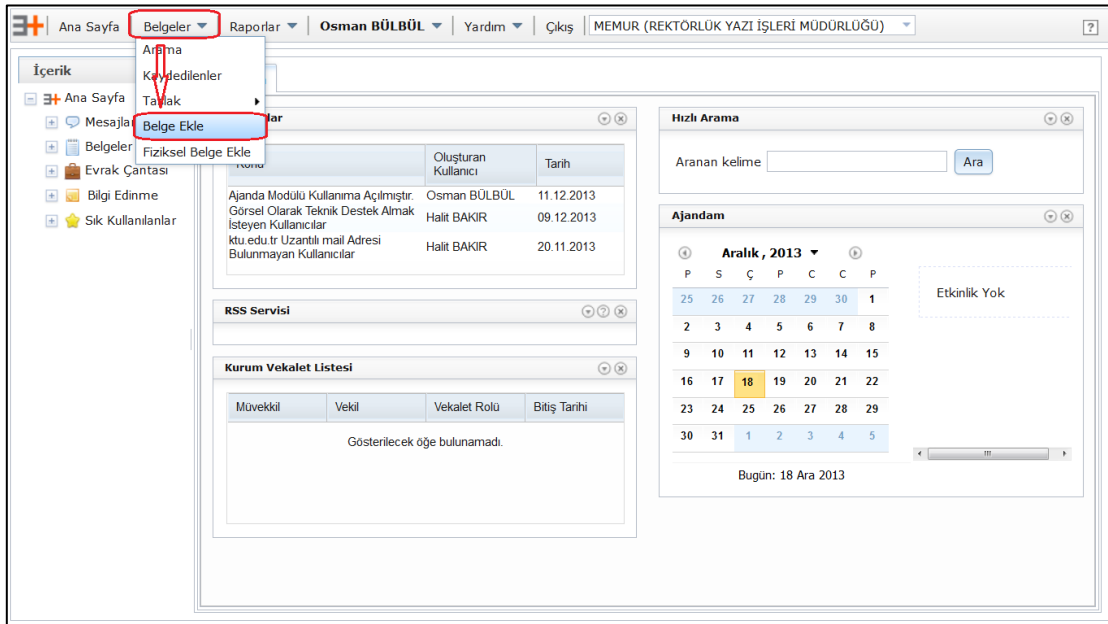 Ana Sayfa Belgeler Raporlar Osman BÜLBÜL Yardım Çıkış MEMUR (REKTÖRLÜK YAZI İŞLERİ MÜDÜRLÜĞÜ) ?
Arama
Kaydedilenler
Taslak
Belge Ekle
Fiziksel Belge Ekle
İçerik
Ana Sayfa
Mesajlar
Belgeler
Evrak Çantası
Bilgi Edinme
Sık Kullanılanlar
Oluşturan Kullanıcı Tarih
Ajanda Modülü Kullanıma Açılmıştır. Osman BÜLBÜL 11.12.2013
Görsel Olarak Teknik Destek Almak
İsteyen Kullanıcılar Halit BAKIR 09.12.2013
ktu.edu.tr Uzantılı mail Adresi
Bulunmayan Kullanıcılar Halit BAKIR 20.11.2013
RSS Servisi
Kurum Vekalet Listesi
Müvekkil Vekil Vekalet Rolü Bitiş Tarihi
Gösterilecek öğe bulunamadı.
Hızlı Arama
Aranan kelime Ara
Ajandam
Aralık , 2013
P S Ç P C C P
25 26 27 28 29 30 1
2 3 4 5 6 7 8
9 10 11 12 13 14 15
16 17 18 19 20 21 22
23 24 25 26 27 28 29
30 31 1 2 3 4 5
Bugün: 18 Ara 2013
Etkinlik Yok